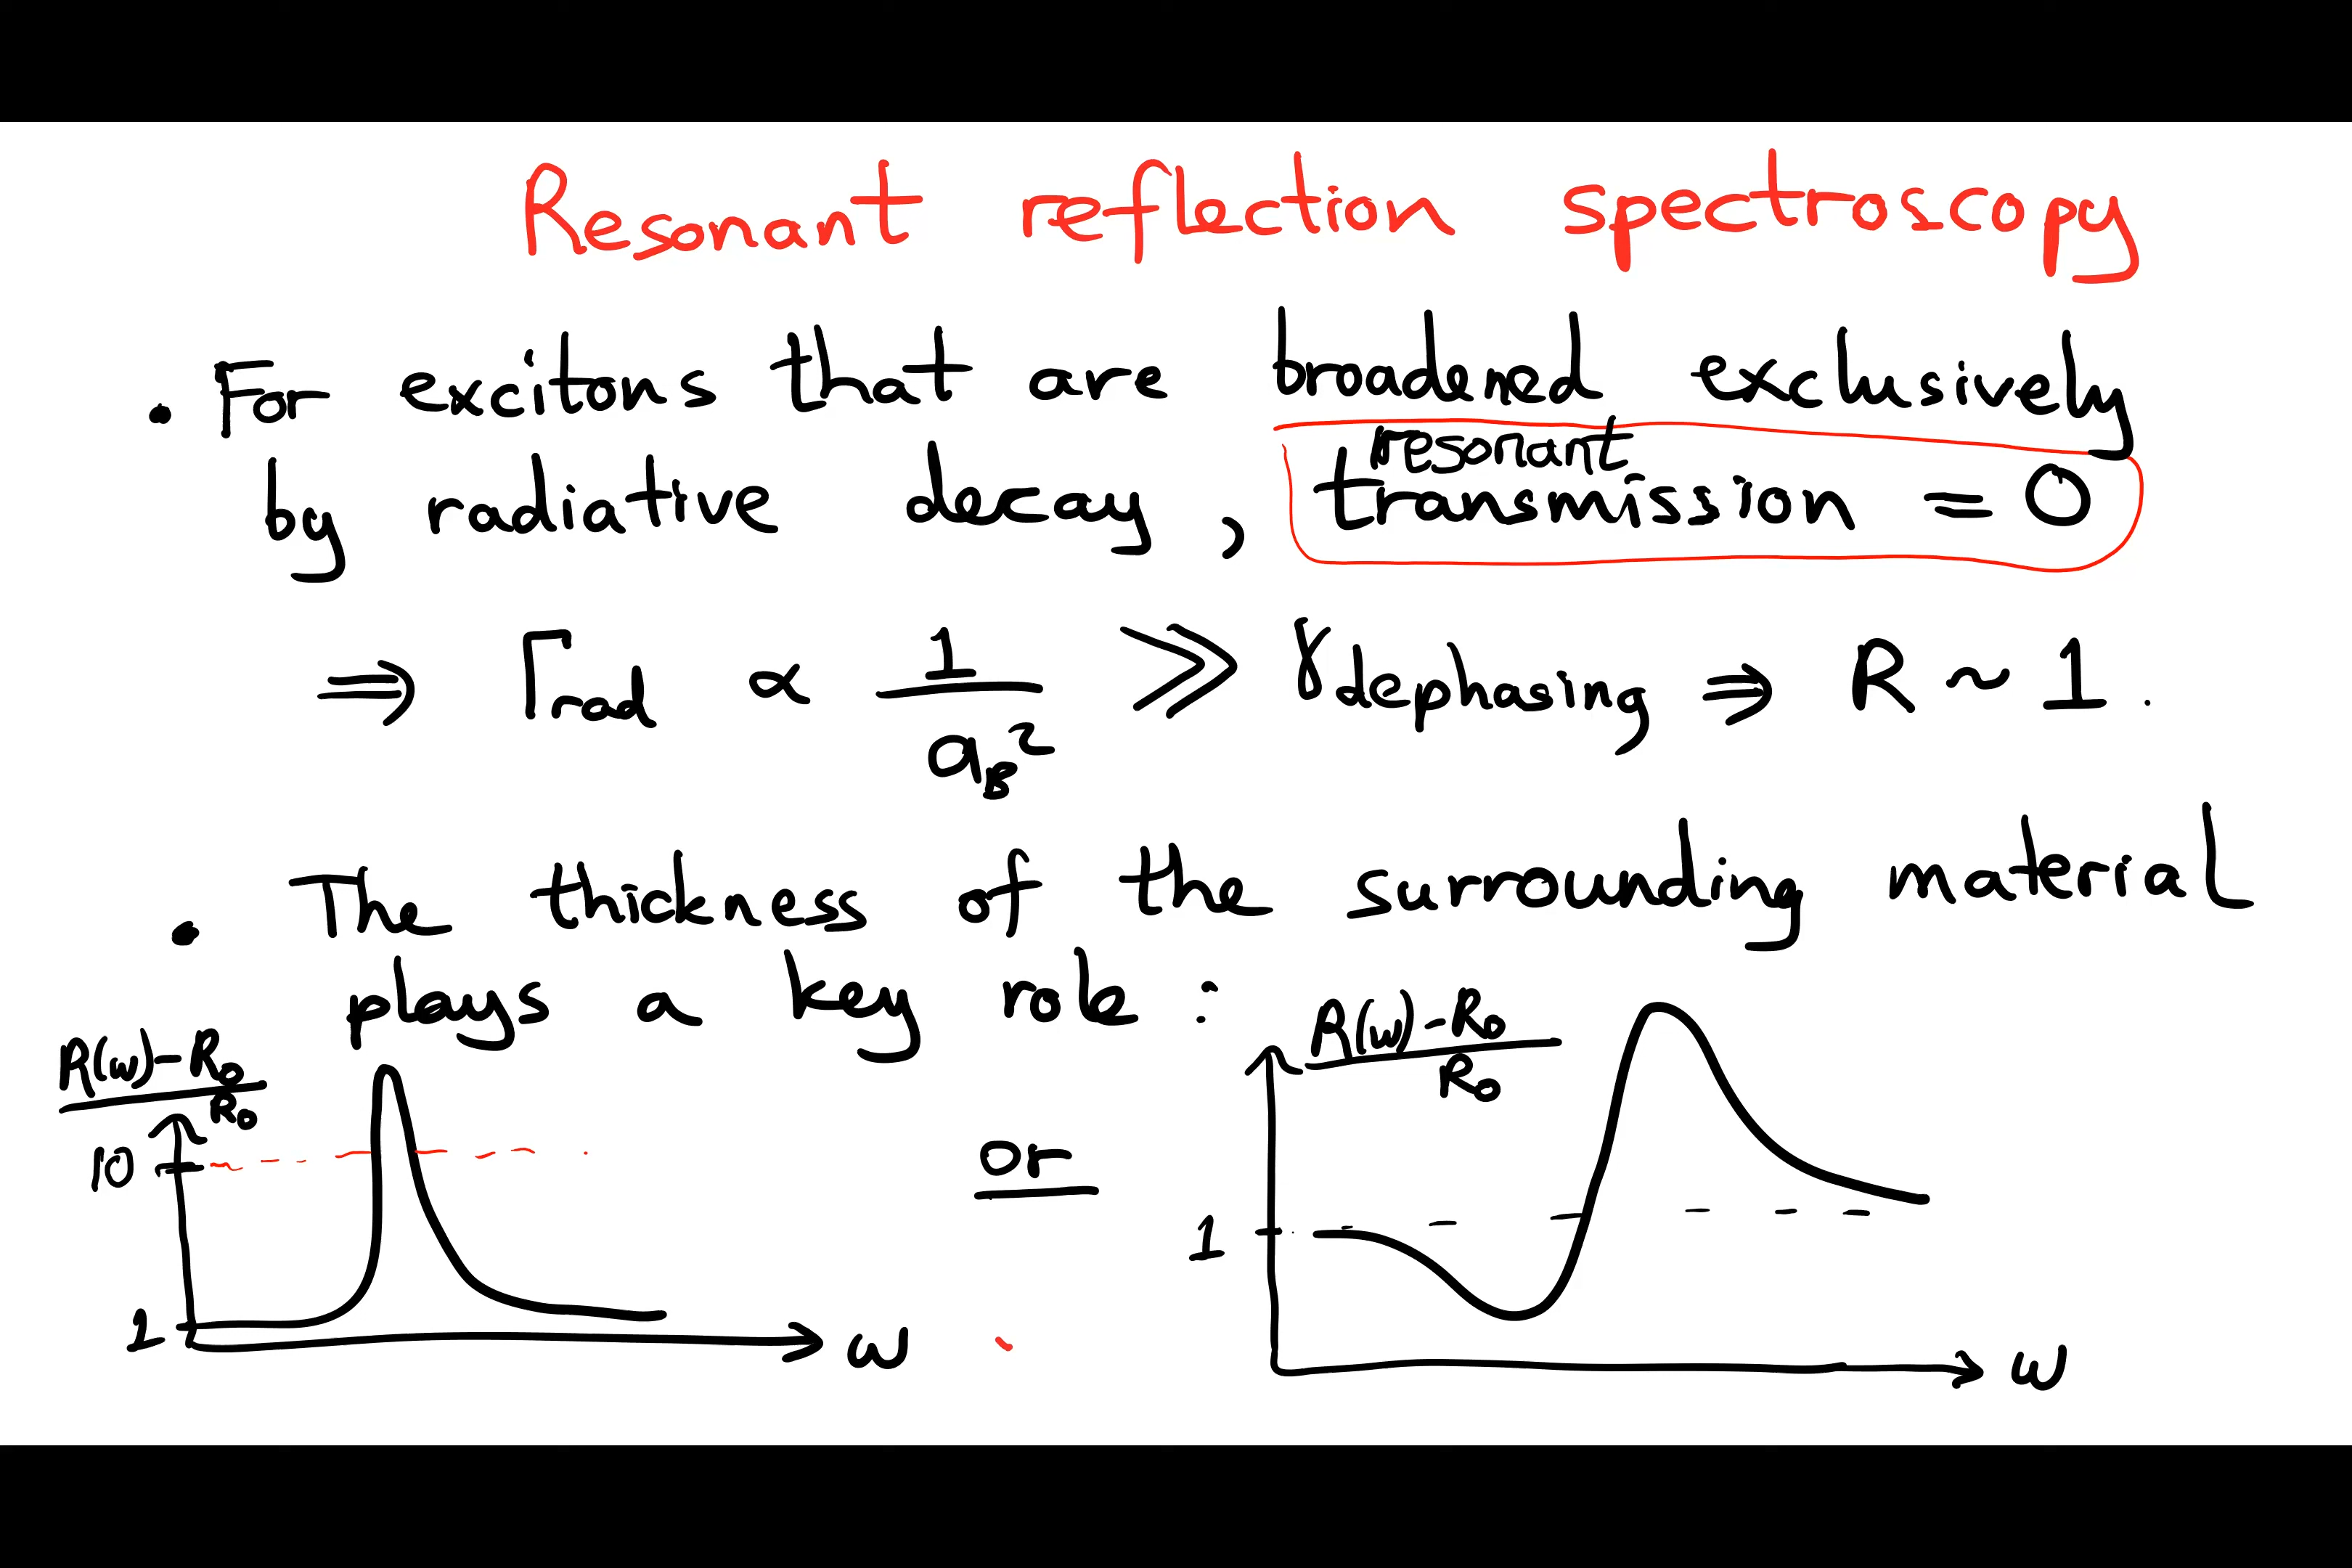 Resonant reflection spectroscopy
. For excitons that are broadened exclusively
by radiative decay, resonant transmission = 0
⇒ Γrad ∝ 1/aB² ≫ γdephasing ⇒ R ~ 1.
. The thickness of the surrounding material
plays a key role :
R(ω)-R0
R0
10
1
ω
or
R(ω)-R0
R0
1
ω